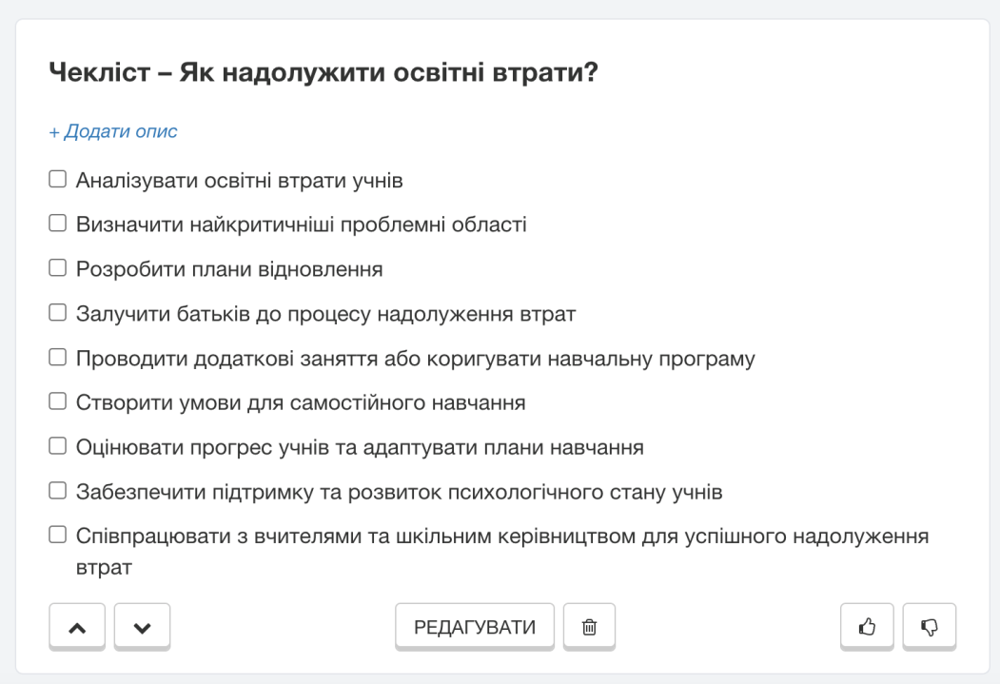 Чекліст – Як надолужити освітні втрати?
+ Додати опис
Аналізувати освітні втрати учнів
Визначити найкритичніші проблемні області
Розробити плани відновлення
Залучити батьків до процесу надолуження втрат
Проводити додаткові заняття або коригувати навчальну програму
Створити умови для самостійного навчання
Оцінювати прогрес учнів та адаптувати плани навчання
Забезпечити підтримку та розвиток психологічного стану учнів
Співпрацювати з вчителями та шкільним керівництвом для успішного надолуження
втрат
РЕДАГУВАТИ